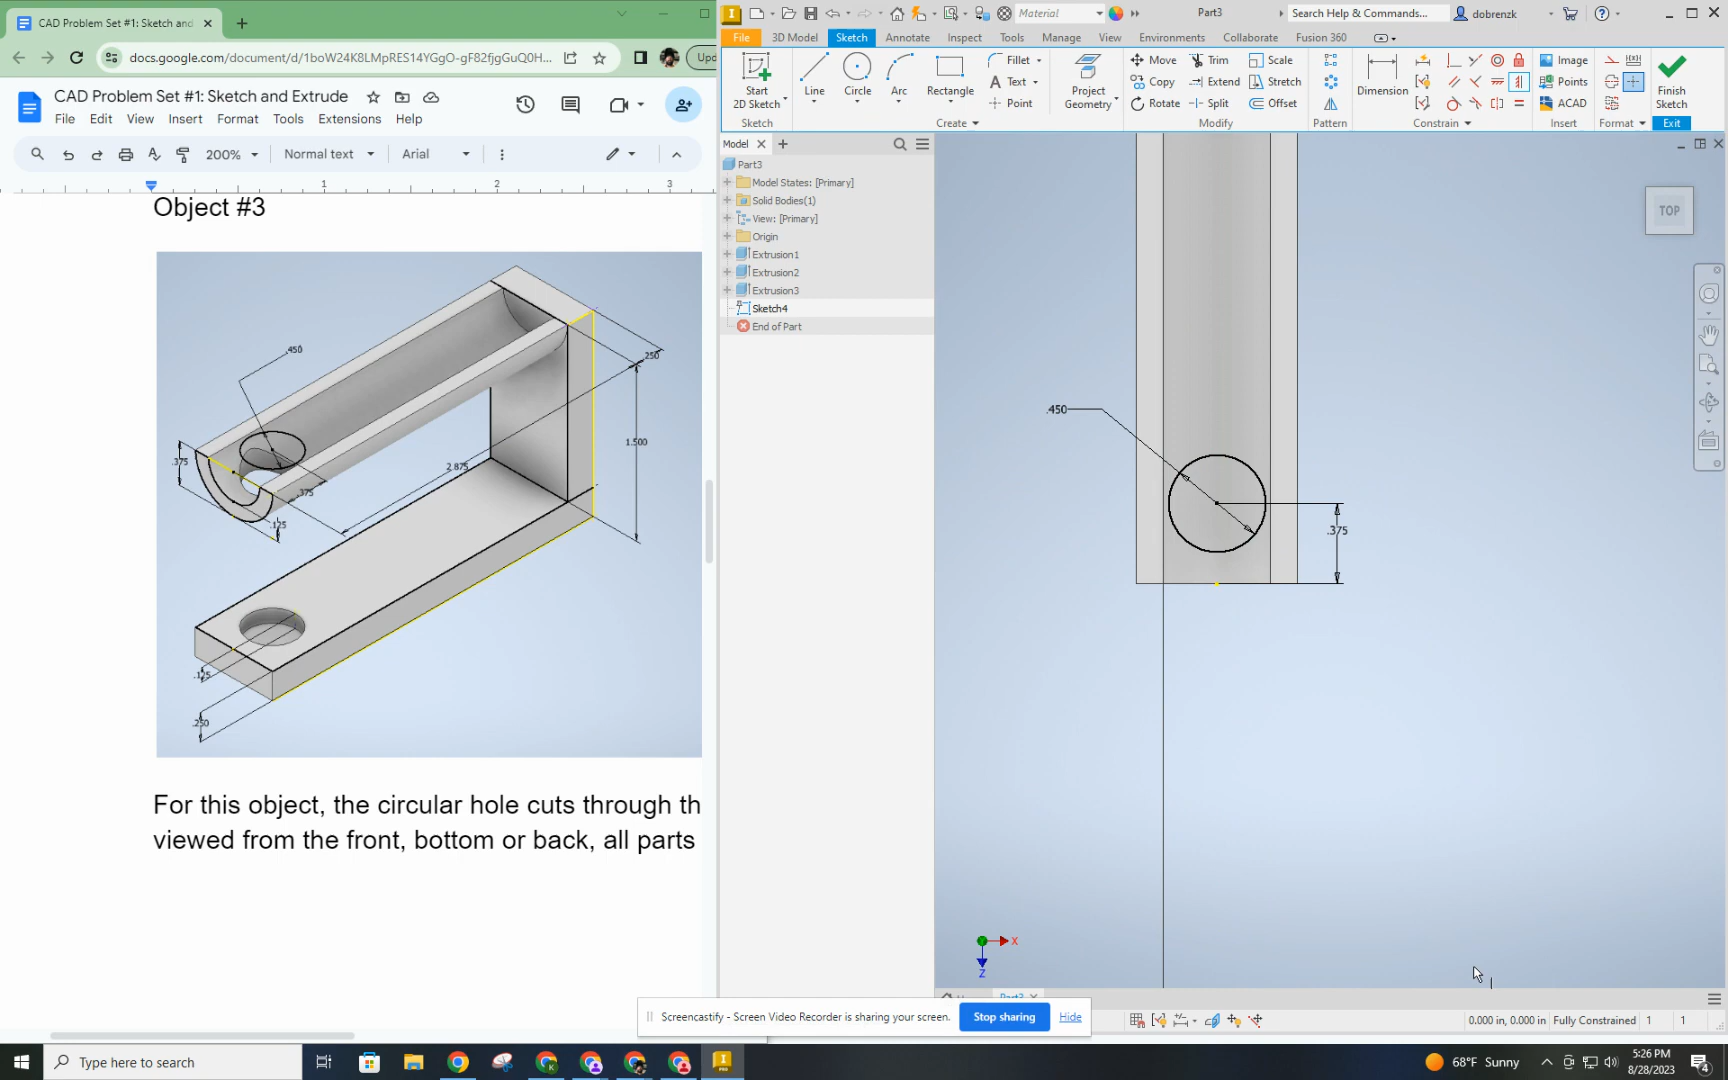 CAD Problem Set #1: Sketch and
docs.google.com/document/d/1boW24K8LMpRES14YGgO-gF82fjgGuQ0H...
Upd
CAD Problem Set #1: Sketch and Extrude
File Edit View Insert Format Tools Extensions Help
200% Normal text Arial
1 2 3
Object #3
.450
.250
1.500
2.875
.375
.375
.125
.125
.250
For this object, the circular hole cuts through th
viewed from the front, bottom or back, all parts
Material Part3 Search Help & Commands... dobrenzk
File 3D Model Sketch Annotate Inspect Tools Manage View Environments Collaborate Fusion 360
Start 2D Sketch Line Circle Arc Rectangle Fillet Text Point Project Geometry
Move Trim Scale
Copy Extend Stretch
Rotate Split Offset
Dimension Image Points ACAD Finish Sketch
Sketch Create Modify Pattern Constrain Insert Format Exit
Model
Part3
Model States: [Primary]
Solid Bodies(1)
View: [Primary]
Origin
Extrusion1
Extrusion2
Extrusion3
Sketch4
End of Part
TOP
.450
.375
X
Z
Part3
Screencastify - Screen Video Recorder is sharing your screen. Stop sharing Hide
0.000 in, 0.000 in Fully Constrained 1 1
Type here to search
68°F Sunny
5:26 PM
8/28/2023
4